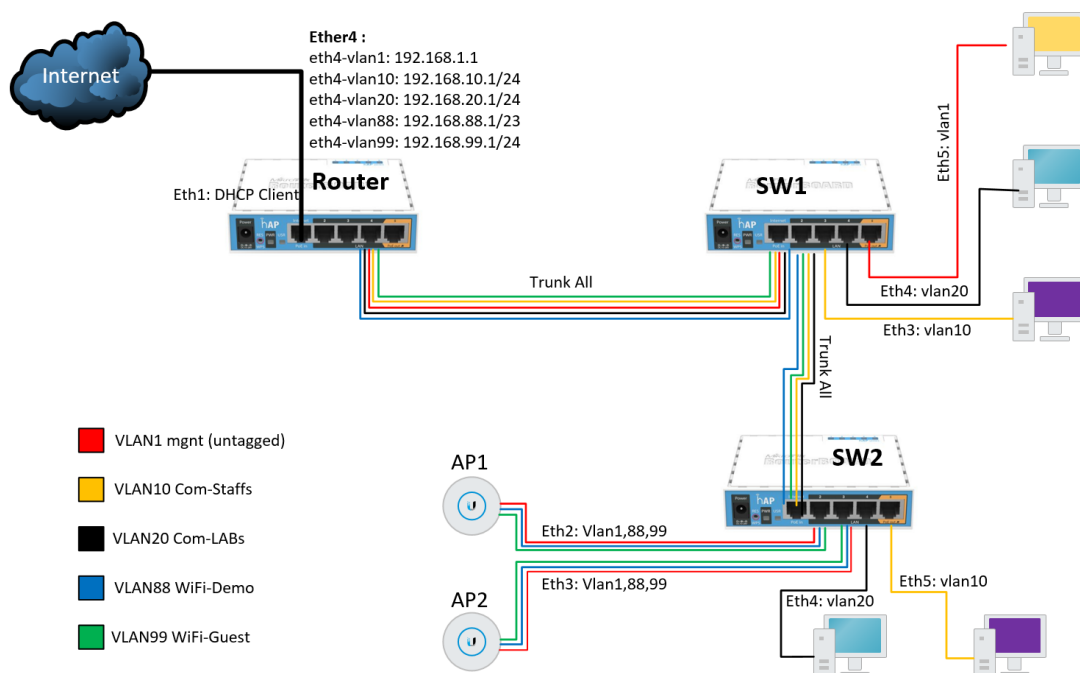 Internet
Ether4 :
eth4-vlan1: 192.168.1.1
eth4-vlan10: 192.168.10.1/24
eth4-vlan20: 192.168.20.1/24
eth4-vlan88: 192.168.88.1/23
eth4-vlan99: 192.168.99.1/24
Eth1: DHCP Client
Router
hAP
SW1
hAP
Eth5: vlan1
Trunk All
Eth4: vlan20
Eth3: vlan10
Trunk All
VLAN1 mgnt (untagged)
VLAN10 Com-Staffs
VLAN20 Com-LABs
VLAN88 WiFi-Demo
VLAN99 WiFi-Guest
AP1
Eth2: Vlan1,88,99
AP2
Eth3: Vlan1,88,99
SW2
hAP
Eth4: vlan20
Eth5: vlan10